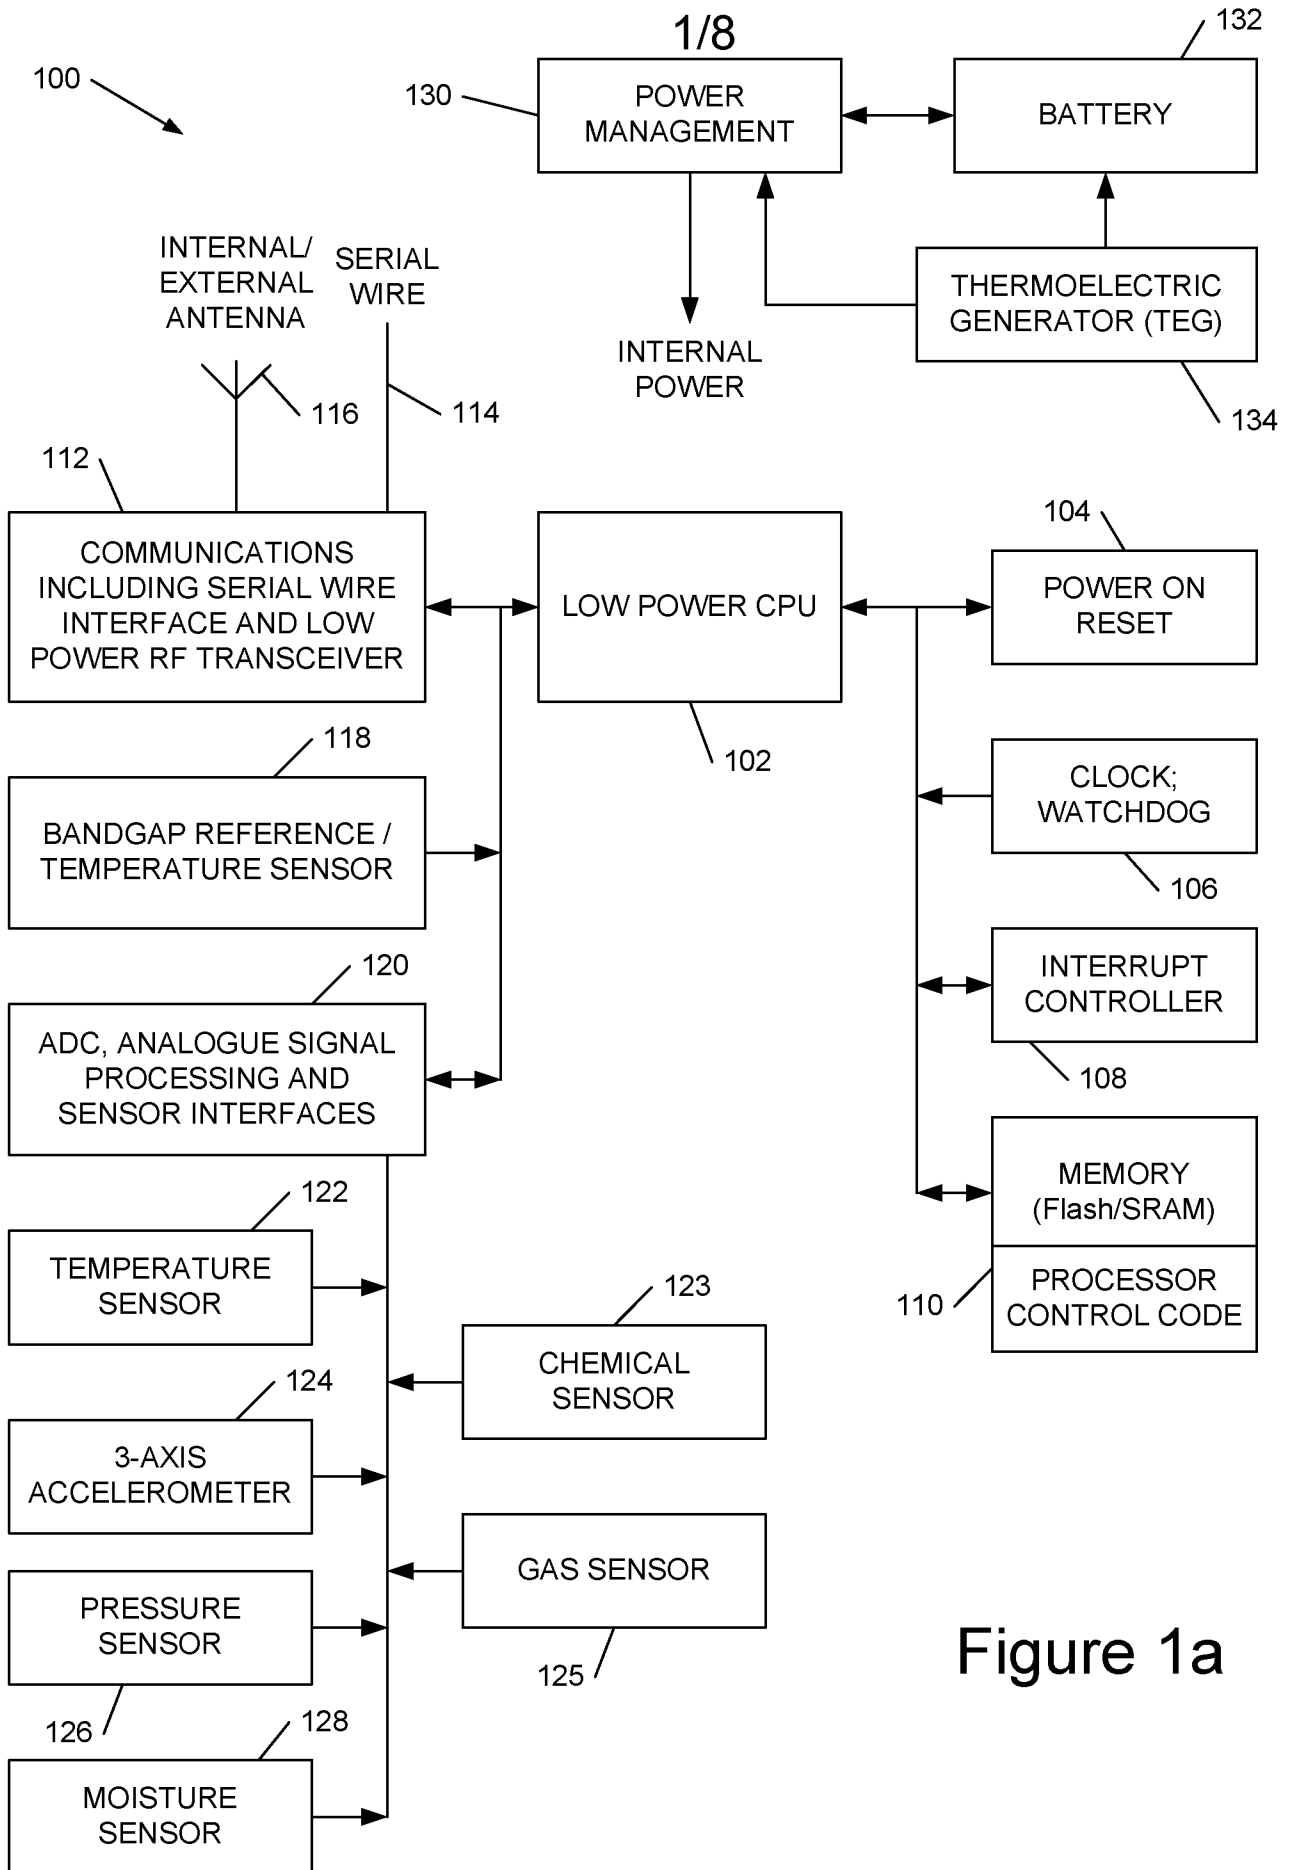 1/8
100
130
POWER
MANAGEMENT
132
BATTERY
INTERNAL/
EXTERNAL
ANTENNA
SERIAL
WIRE
THERMOELECTRIC
GENERATOR (TEG)
INTERNAL
POWER
116
114
134
112
COMMUNICATIONS
INCLUDING SERIAL WIRE
INTERFACE AND LOW
POWER RF TRANSCEIVER
LOW POWER CPU
102
104
POWER ON
RESET
118
BANDGAP REFERENCE /
TEMPERATURE SENSOR
CLOCK;
WATCHDOG
106
120
ADC, ANALOGUE SIGNAL
PROCESSING AND
SENSOR INTERFACES
INTERRUPT
CONTROLLER
108
122
TEMPERATURE
SENSOR
MEMORY
(Flash/SRAM)
110
PROCESSOR
CONTROL CODE
123
CHEMICAL
SENSOR
124
3-AXIS
ACCELEROMETER
GAS SENSOR
125
PRESSURE
SENSOR
126
128
MOISTURE
SENSOR
Figure 1a